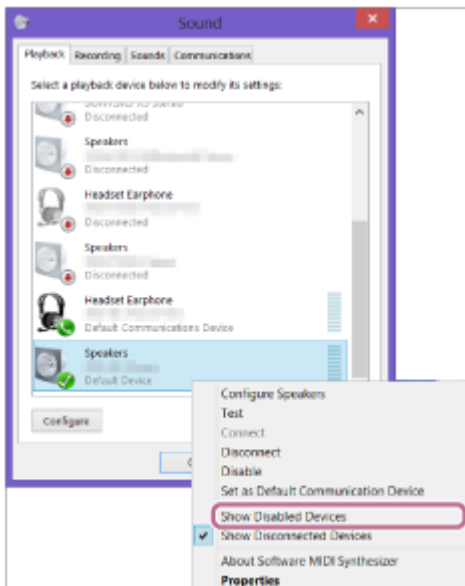 Sound
Playback Recording Sounds Communications
Select a playback device below to modify its settings:
Disconnected
Speakers
Disconnected
Headset Earphone
Disconnected
Speakers
Disconnected
Headset Earphone
Default Communications Device
Speakers
Default Device
Configure
Configure Speakers
Test
Connect
Disconnect
Disable
Set as Default Communication Device
Show Disabled Devices
Show Disconnected Devices
About Software MIDI Synthesizer
Properties